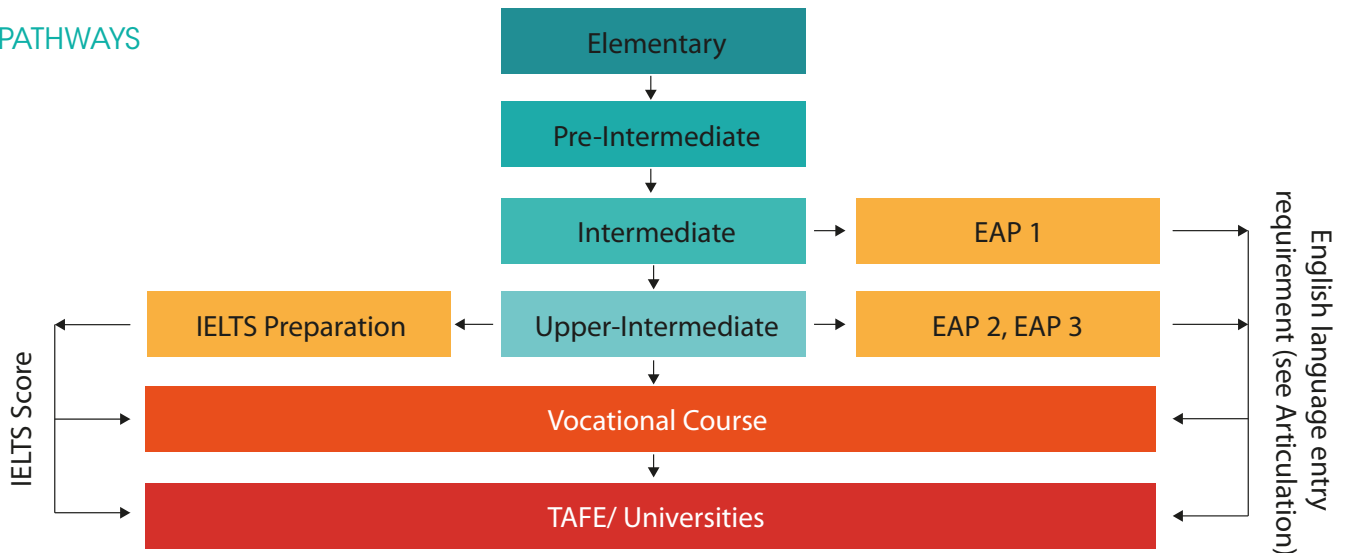 PATHWAYS
Elementary
Pre-Intermediate
Intermediate
EAP 1
IELTS Preparation
Upper-Intermediate
EAP 2, EAP 3
Vocational Course
TAFE/ Universities
IELTS Score
English language entry
requirement (see Articulation)